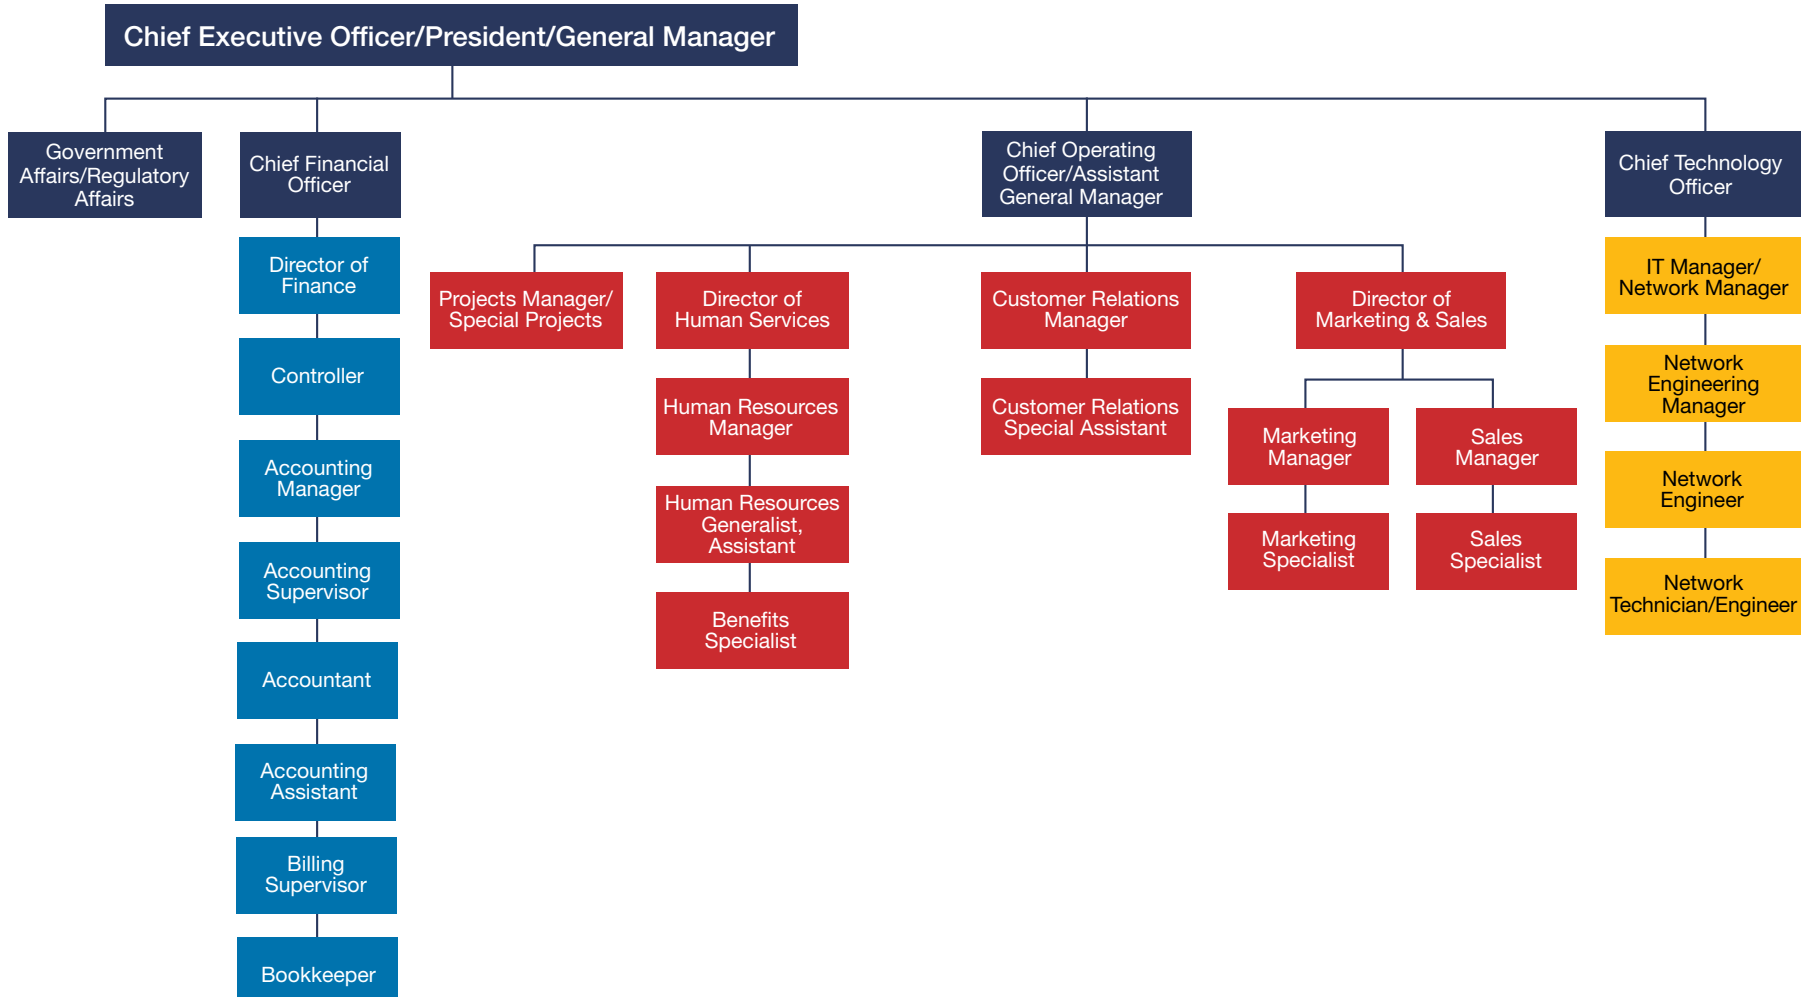 Chief Executive Officer/President/General Manager
Government
Affairs/Regulatory
Affairs
Chief Financial
Officer
Chief Operating
Officer/Assistant
General Manager
Chief Technology
Officer
Director of
Finance
Controller
Accounting
Manager
Accounting
Supervisor
Accountant
Accounting
Assistant
Billing
Supervisor
Bookkeeper
Projects Manager/
Special Projects
Director of
Human Services
Human Resources
Manager
Human Resources
Generalist,
Assistant
Benefits
Specialist
Customer Relations
Manager
Customer Relations
Special Assistant
Director of
Marketing & Sales
Marketing
Manager
Marketing
Specialist
Sales
Manager
Sales
Specialist
IT Manager/
Network Manager
Network
Engineering
Manager
Network
Engineer
Network
Technician/Engineer